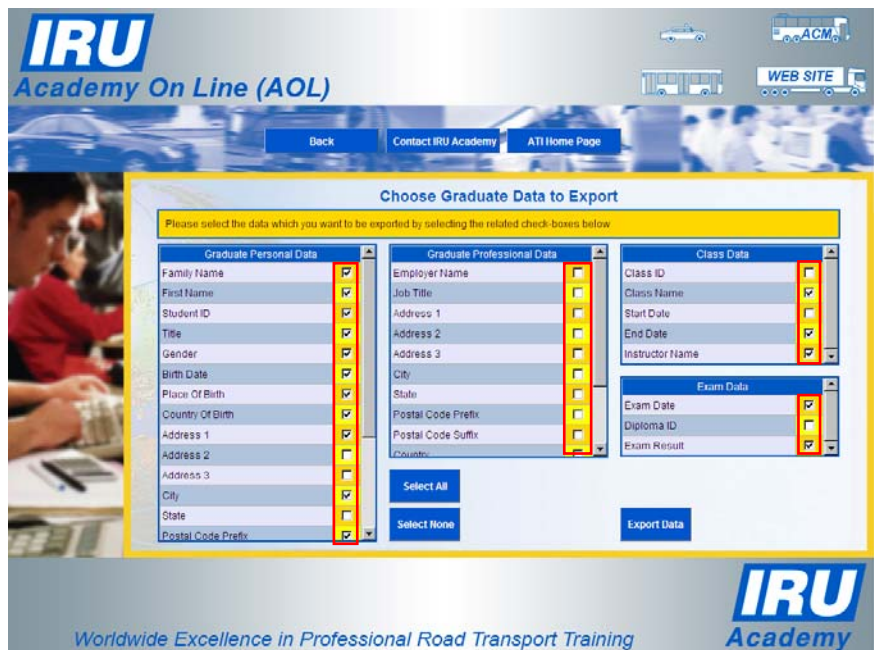 IRU
Academy On Line (AOL)
ACM
WEB SITE
Back
Contact IRU Academy
ATI Home Page
Choose Graduate Data to Export
Please select the data which you want to be exported by selecting the related check-boxes below
Graduate Personal Data
Family Name
First Name
Student ID
Title
Gender
Birth Date
Place Of Birth
Country Of Birth
Address 1
Address 2
Address 3
City
State
Postal Code Prefix
Graduate Professional Data
Employer Name
Job Title
Address 1
Address 2
Address 3
City
State
Postal Code Prefix
Postal Code Suffix
Country
Select All
Select None
Class Data
Class ID
Class Name
Start Date
End Date
Instructor Name
Exam Data
Exam Date
Diploma ID
Exam Result
Export Data
IRU
Academy
Worldwide Excellence in Professional Road Transport Training